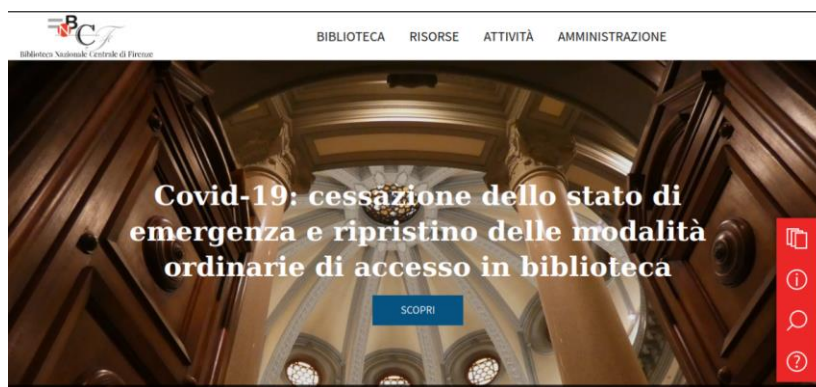 BNCF
Biblioteca Nazionale Centrale di Firenze
BIBLIOTECA RISORSE ATTIVITÀ AMMINISTRAZIONE
Covid-19: cessazione dello stato di
emergenza e ripristino delle modalità
ordinarie di accesso in biblioteca
SCOPRI